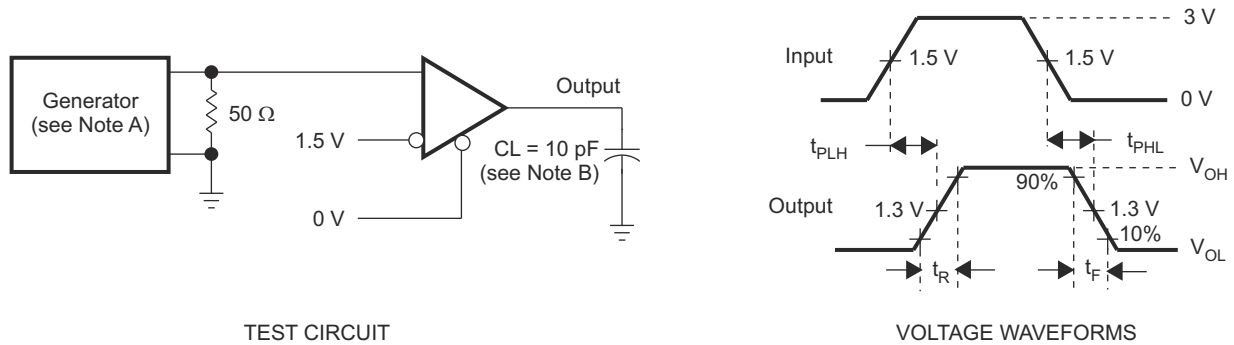 Generator
(see Note A)
50 Ω
1.5 V
0 V
Output
CL = 10 pF
(see Note B)
TEST CIRCUIT
3 V
Input
1.5 V
1.5 V
0 V
tPLH
tPHL
VOH
90%
Output
1.3 V
1.3 V
10%
VOL
tR
tF
VOLTAGE WAVEFORMS